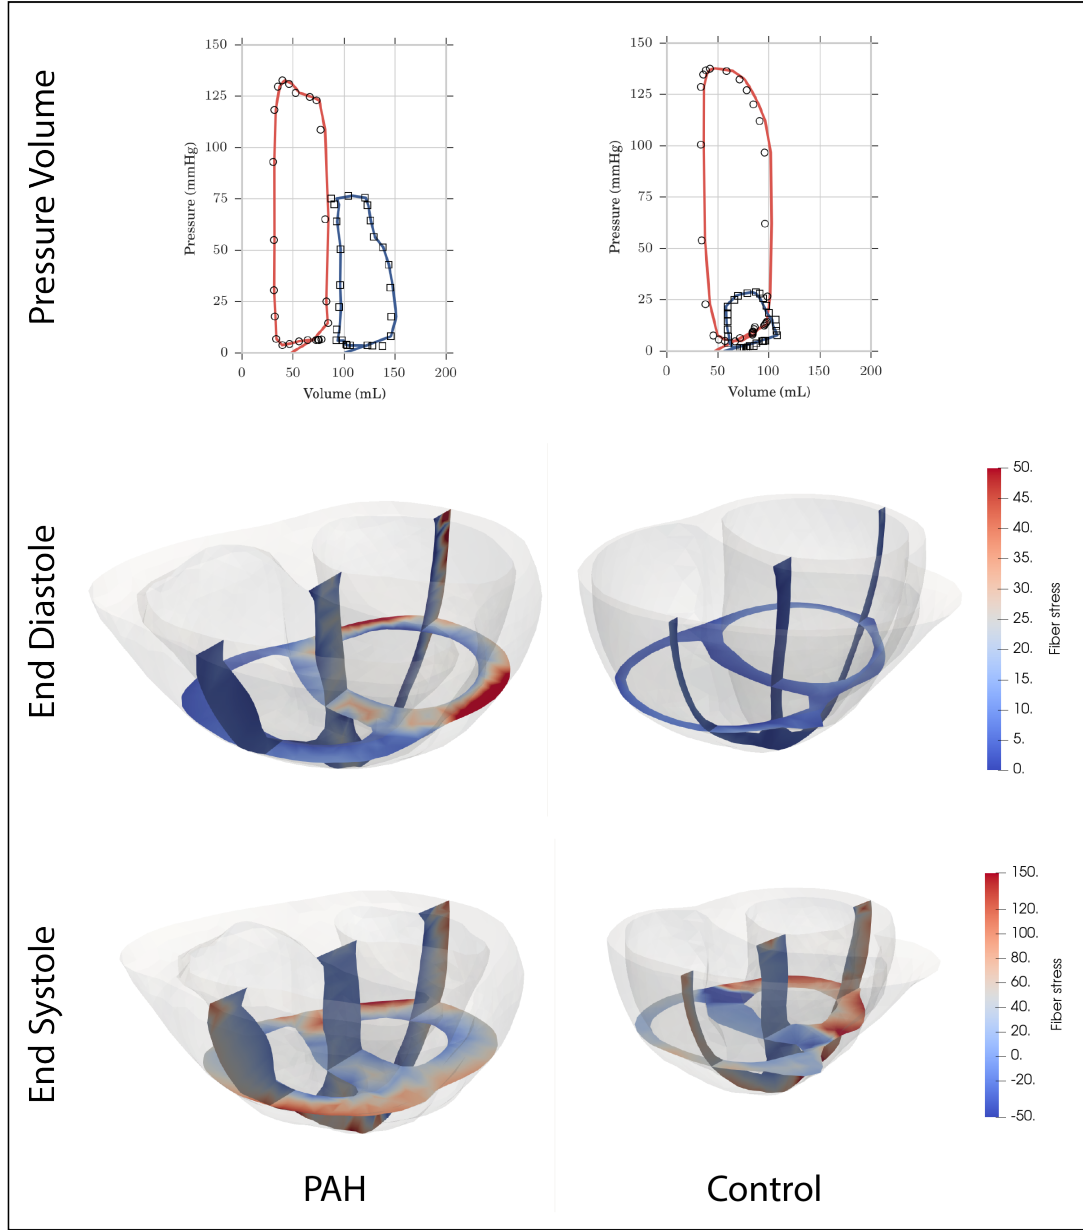 Pressure Volume
150
125
100
75
50
25
0
0 50 100 150 200
Pressure (mmHg)
Volume (mL)
150
125
100
75
50
25
0
0 50 100 150 200
Pressure (mmHg)
Volume (mL)
End Diastole
50.
45.
40.
35.
30.
25.
20.
15.
10.
5.
0.
Fiber stress
End Systole
150.
120.
100.
80.
60.
40.
20.
0.
-20.
-50.
Fiber stress
PAH
Control